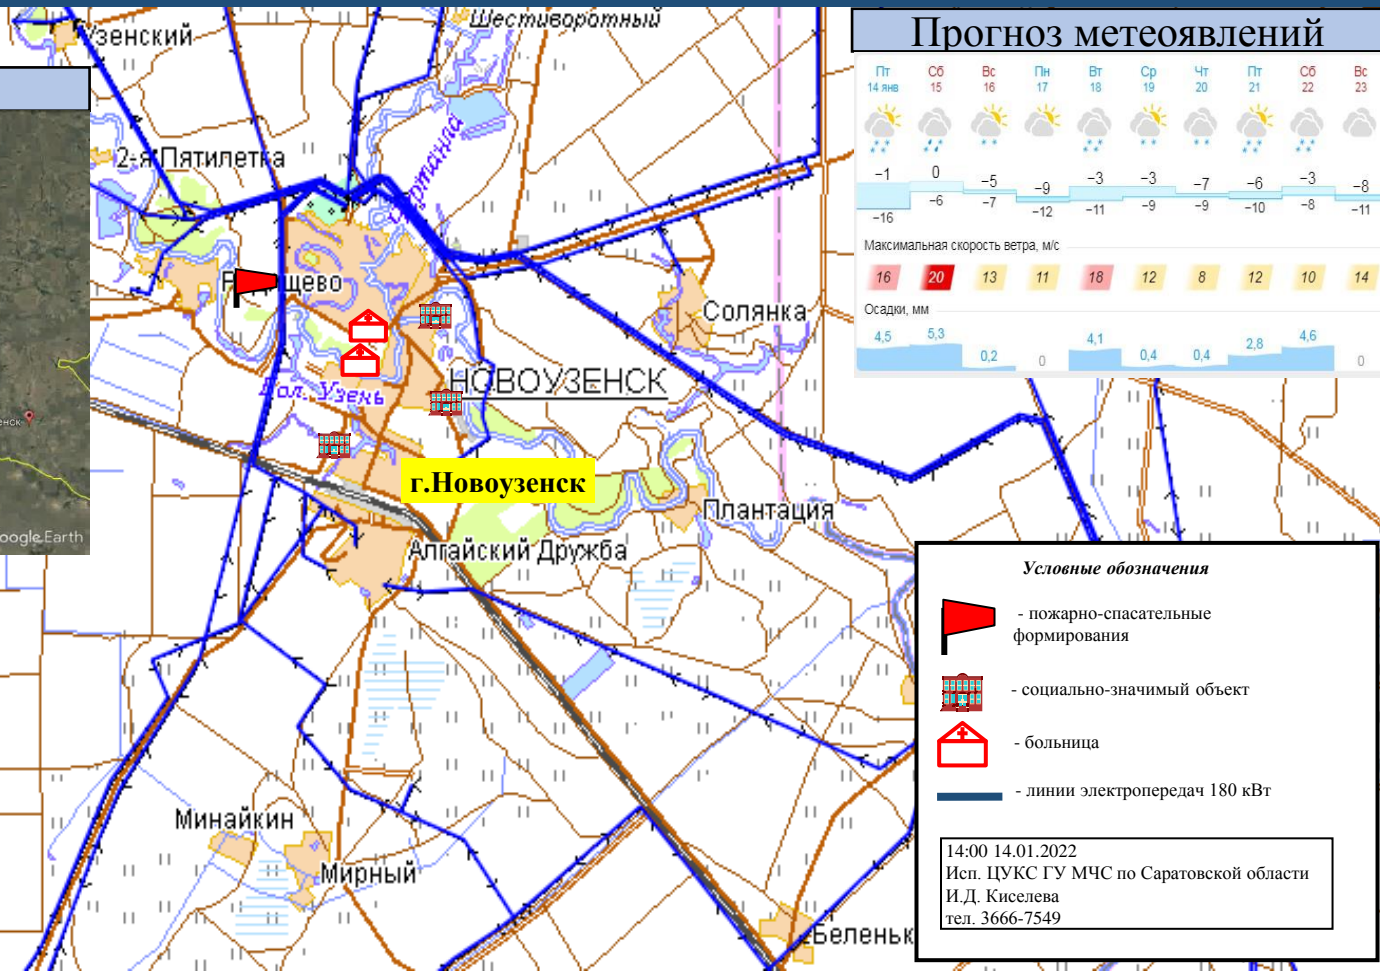 Узенский
Шестиворотный
2-я Пятилетка
щево
Солянка
НОВОУЗЕНСК
г.Новоузенск
Плантация
Алгайский Дружба
Минайкин
Мирный
Беленьк
енск
oogle Earth
Прогноз метеоявлений
Пт Сб Вс Пн Вт Ср Чт Пт Сб Вс
14 янв 15 16 17 18 19 20 21 22 23
−1 0 −5 −9 −3 −3 −7 −6 −3 −8
−16 −6 −7 −12 −11 −9 −9 −10 −8 −11
Максимальная скорость ветра, м/с
16 20 13 11 18 12 8 12 10 14
Осадки, мм
4,5 5,3 0,2 0 4,1 0,4 0,4 2,8 4,6 0
Условные обозначения
- пожарно-спасательные
формирования
- социально-значимый объект
- больница
- линии электропередач 180 кВт
14:00 14.01.2022
Исп. ЦУКС ГУ МЧС по Саратовской области
И.Д. Киселева
тел. 3666-7549